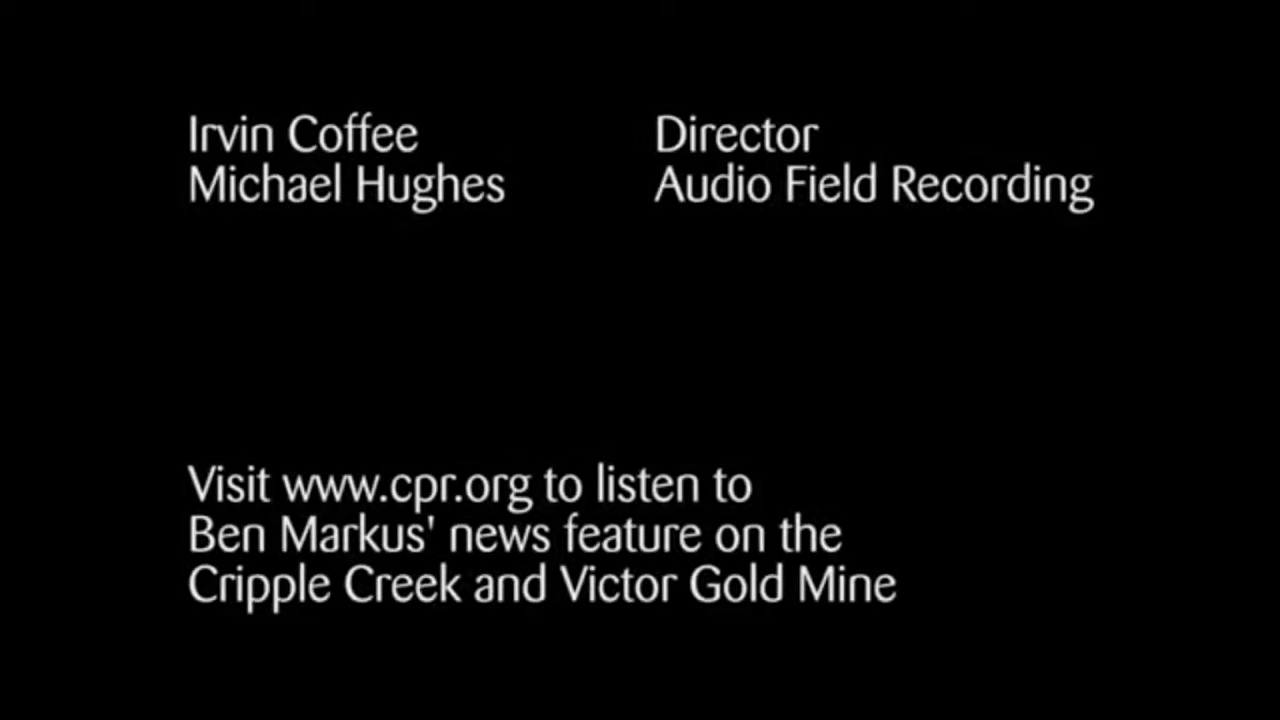 Irvin Coffee Director
Michael Hughes Audio Field Recording
Visit www.cpr.org to listen to
Ben Markus' news feature on the
Cripple Creek and Victor Gold Mine